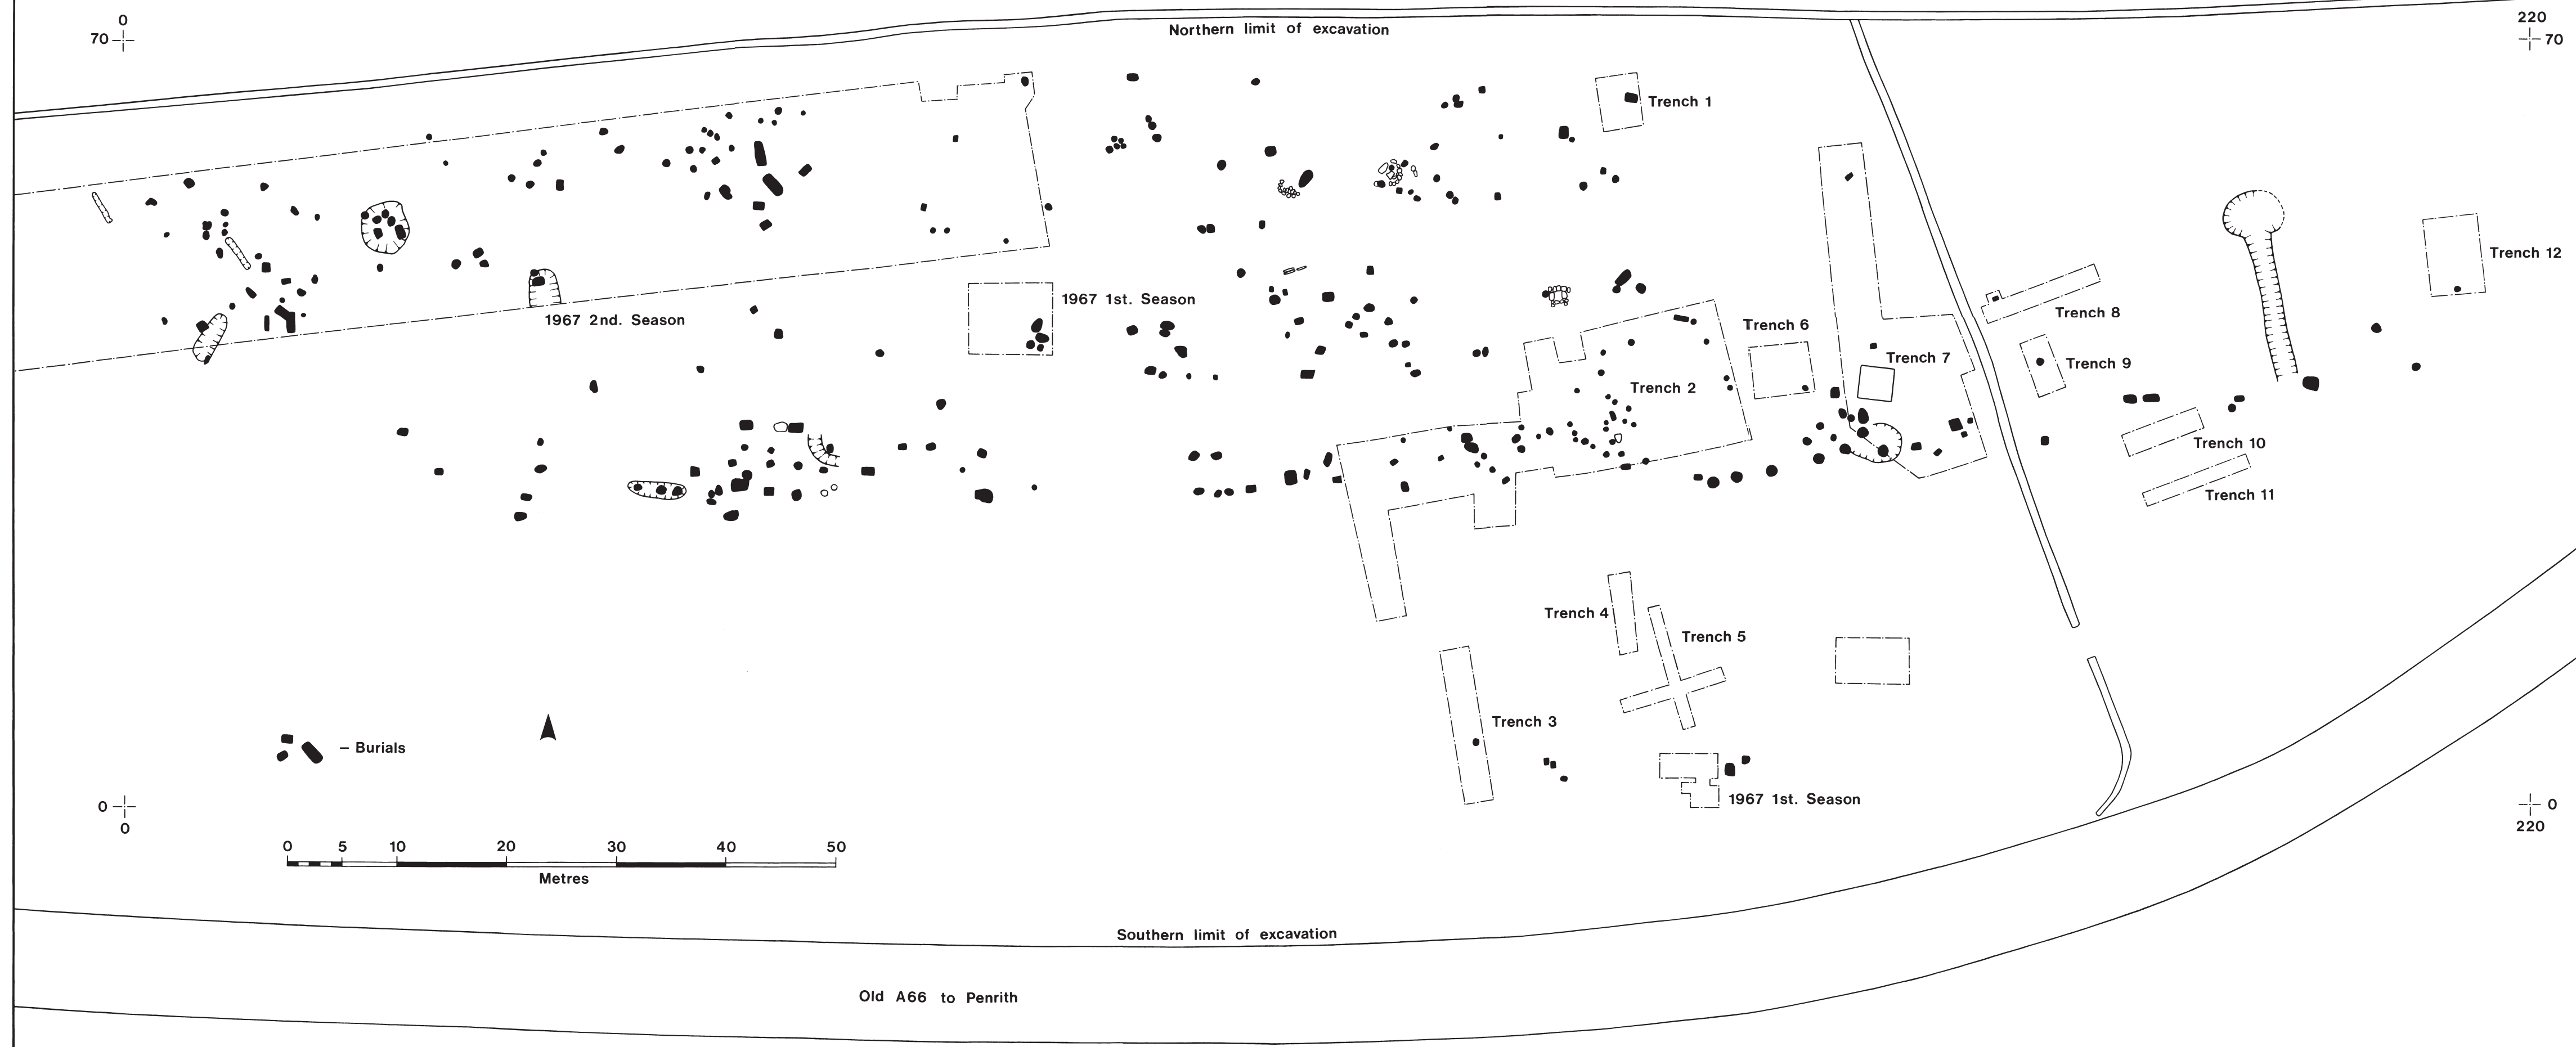 0
70
220
70
Northern limit of excavation
Trench 1
Trench 12
1967 1st. Season
1967 2nd. Season
Trench 8
Trench 6
Trench 7
Trench 9
Trench 2
Trench 10
Trench 11
Trench 4
Trench 5
Trench 3
– Burials
1967 1st. Season
0
0
0
220
0 5 10 20 30 40 50
Metres
Southern limit of excavation
Old A66 to Penrith